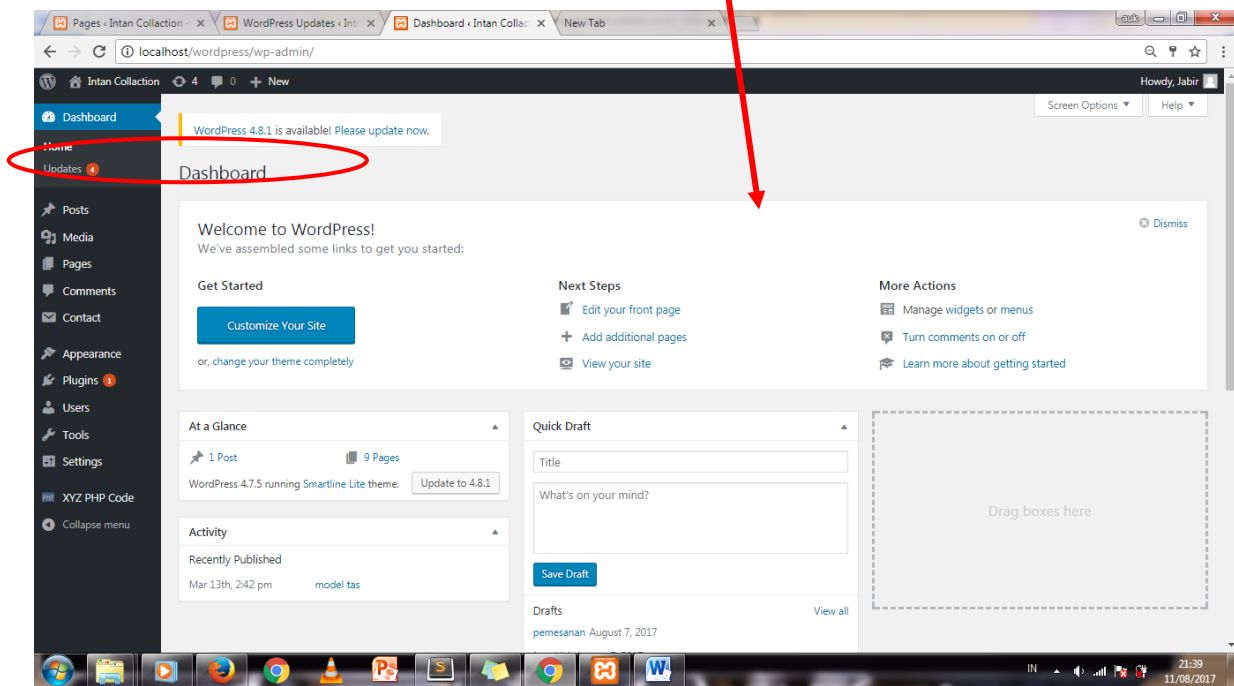 Pages ‹ Intan Collaction - WordPress Updates ‹ Int Dashboard ‹ Intan Collac New Tab auk
localhost/wordpress/wp-admin/
Intan Collaction 4 0 + New Howdy, Jabir
Screen Options ▼ Help ▼
Dashboard
WordPress 4.8.1 is available! Please update now.
Home
Updates 4
Dashboard
Posts
Media
Pages
Comments
Contact
Appearance
Plugins 1
Users
Tools
Settings
XYZ PHP Code
Collapse menu
Welcome to WordPress!
Dismiss
We've assembled some links to get you started:
Get Started
Customize Your Site
or, change your theme completely
Next Steps
Edit your front page
Add additional pages
View your site
More Actions
Manage widgets or menus
Turn comments on or off
Learn more about getting started
At a Glance
1 Post 9 Pages
WordPress 4.7.5 running Smartline Lite theme. Update to 4.8.1
Activity
Recently Published
Mar 13th, 2:42 pm model tas
Quick Draft
Title
What's on your mind?
Save Draft
Drafts View all
pemesanan August 7, 2017
Drag boxes here
IN 21:39
11/08/2017